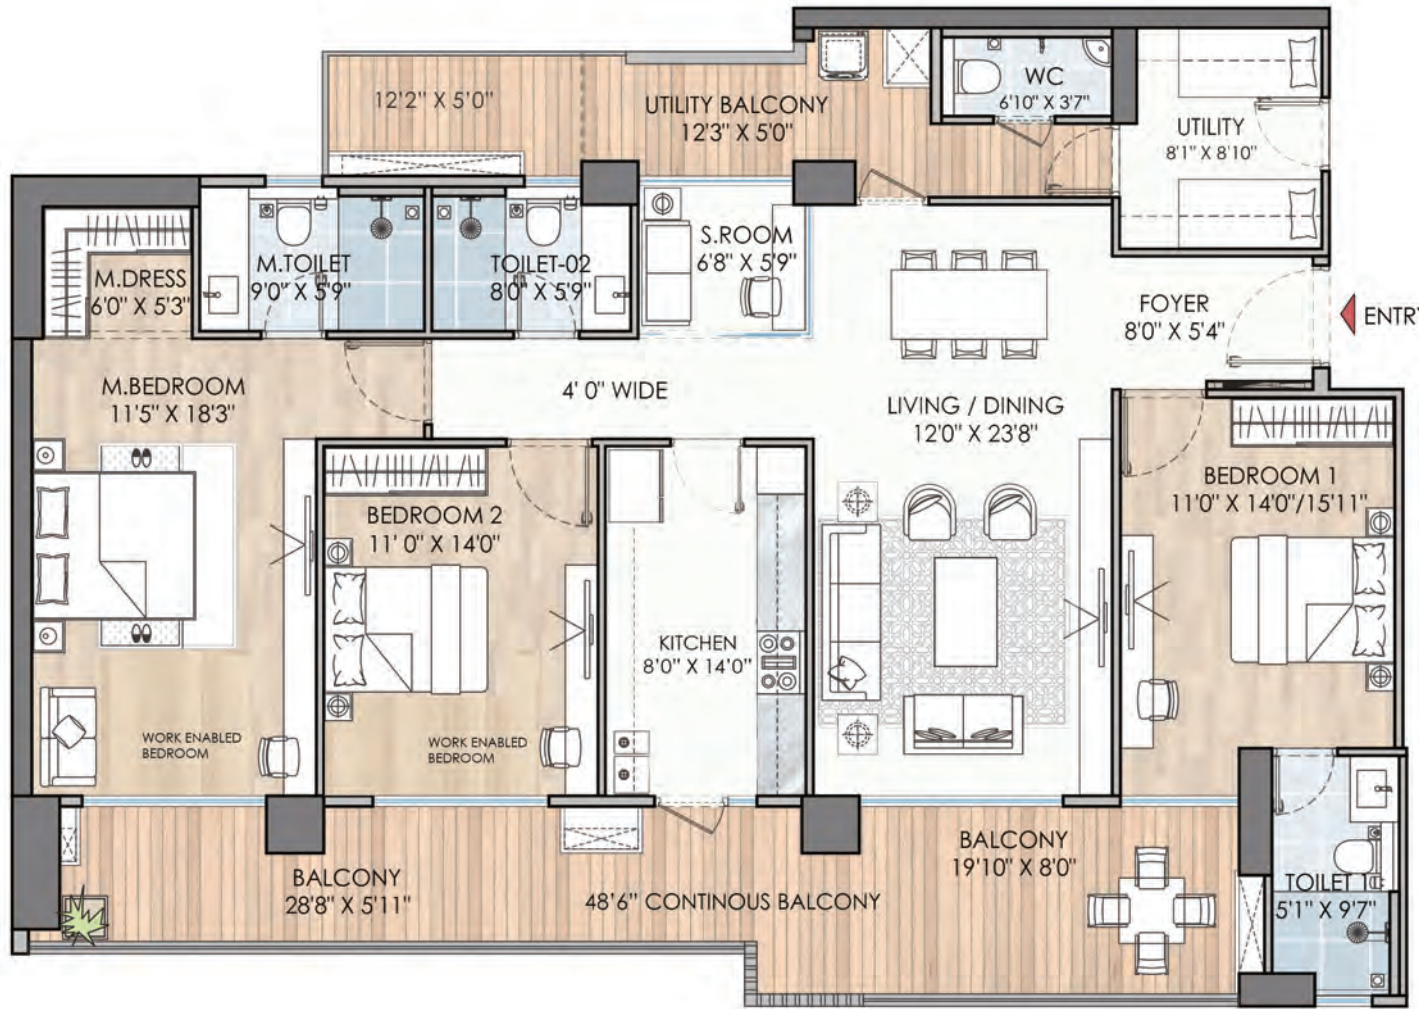 12'2" X 5'0"
UTILITY BALCONY
12'3" X 5'0"
WC
6'10" X 3'7"
UTILITY
8'1" X 8'10"
M.DRESS
6'0" X 5'3"
M.TOILET
9'0" X 5'9"
TOILET-02
8'0" X 5'9"
S.ROOM
6'8" X 5'9"
FOYER
8'0" X 5'4"
ENTRY
M.BEDROOM
11'5" X 18'3"
4' 0" WIDE
LIVING / DINING
12'0" X 23'8"
BEDROOM 1
11'0" X 14'0"/15'11"
BEDROOM 2
11' 0" X 14'0"
KITCHEN
8'0" X 14'0"
WORK ENABLED
BEDROOM
WORK ENABLED
BEDROOM
BALCONY
28'8" X 5'11"
48'6" CONTINOUS BALCONY
BALCONY
19'10" X 8'0"
TOILET 1
5'1" X 9'7"